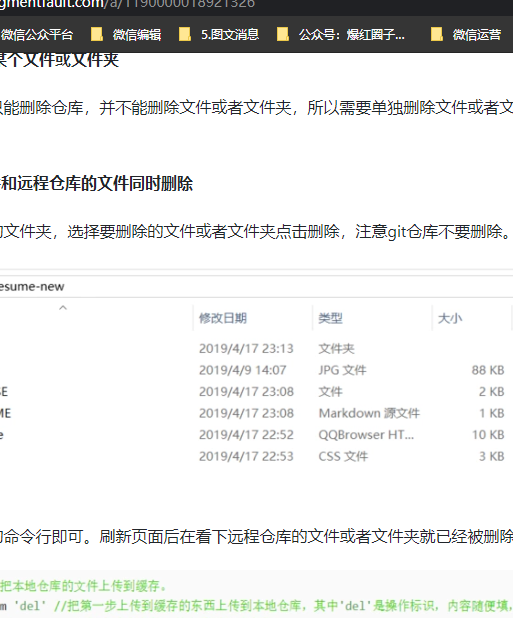 gmentfault.com/a/1190000018921326
微信公众平台 微信编辑 5.图文消息 公众号：爆红圈子... 微信运营
某个文件或文件夹
只能删除仓库，并不能删除文件或者文件夹，所以需要单独删除文件或者文
和远程仓库的文件同时删除
的文件夹，选择要删除的文件或者文件夹点击删除，注意git仓库不要删除。
esume-new
修改日期 类型 大小
2019/4/17 23:13 文件夹
2019/4/9 14:07 JPG 文件 88 KB
SE 2019/4/17 23:08 文件 2 KB
ME 2019/4/17 23:08 Markdown 源文件 1 KB
e 2019/4/17 22:52 QQBrowser HT... 10 KB
2019/4/17 22:53 CSS 文件 3 KB
的命令行即可。刷新页面后在看下远程仓库的文件或者文件夹就已经被删除
把本地仓库的文件上传到缓存。
m 'del' //把第一步上传到缓存的东西上传到本地仓库，其中'del'是操作标识，内容随便填，